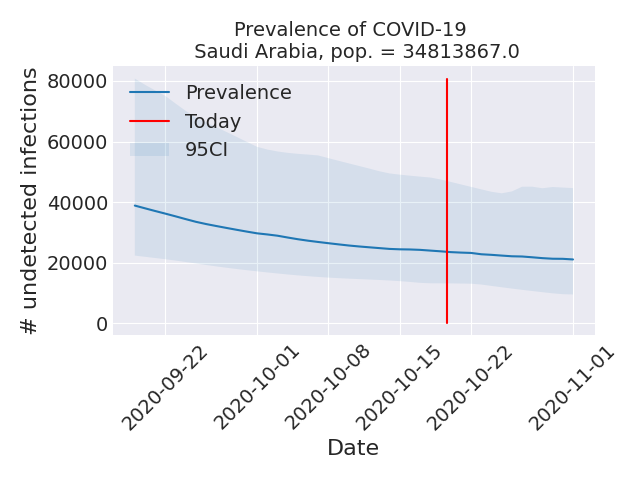 Prevalence of COVID-19
Saudi Arabia, pop. = 34813867.0
# undetected infections
80000
60000
40000
20000
0
Prevalence
Today
95CI
2020-09-22
2020-10-01
2020-10-08
2020-10-15
2020-10-22
2020-11-01
Date